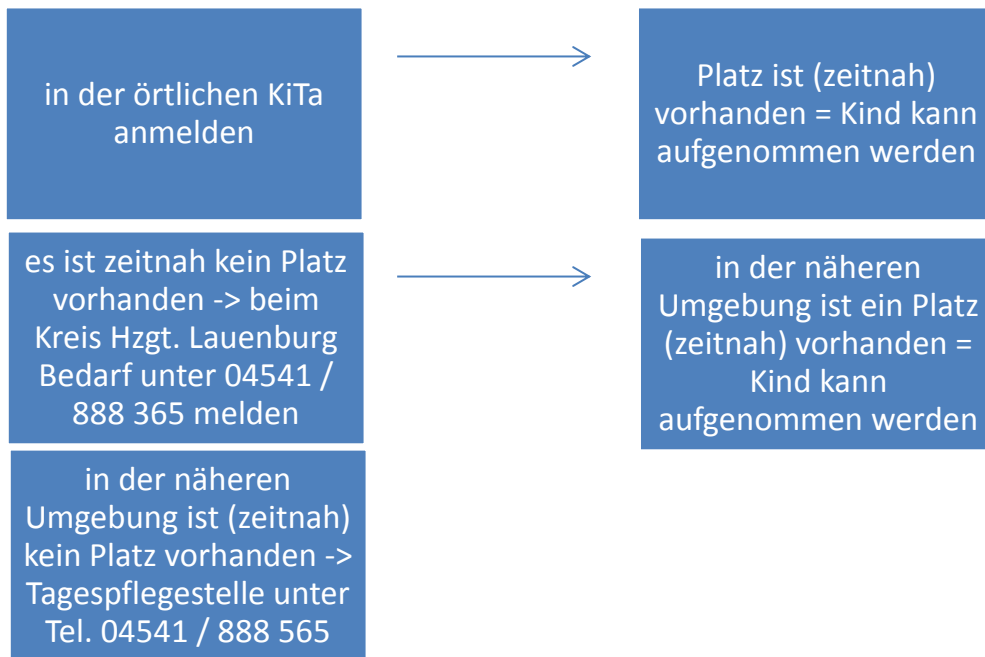 in der örtlichen KiTa
anmelden
Platz ist (zeitnah)
vorhanden = Kind kann
aufgenommen werden
es ist zeitnah kein Platz
vorhanden -> beim
Kreis Hzgt. Lauenburg
Bedarf unter 04541 /
888 365 melden
in der näheren
Umgebung ist ein Platz
(zeitnah) vorhanden =
Kind kann
aufgenommen werden
in der näheren
Umgebung ist (zeitnah)
kein Platz vorhanden ->
Tagespflegestelle unter
Tel. 04541 / 888 565